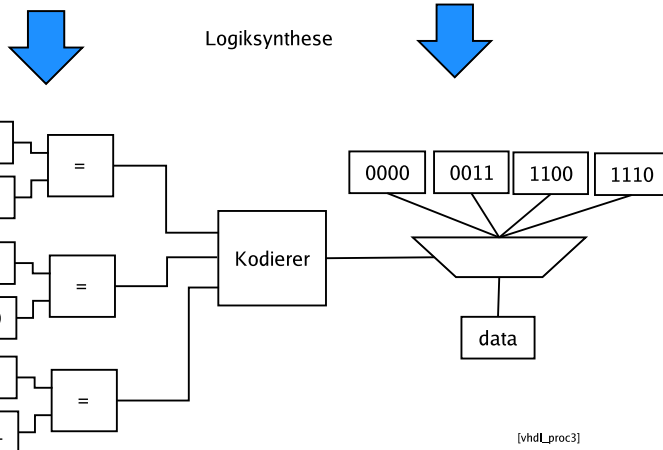 Logiksynthese
=
0000
0011
1100
1110
Kodierer
=
data
=
[vhdl_proc3]